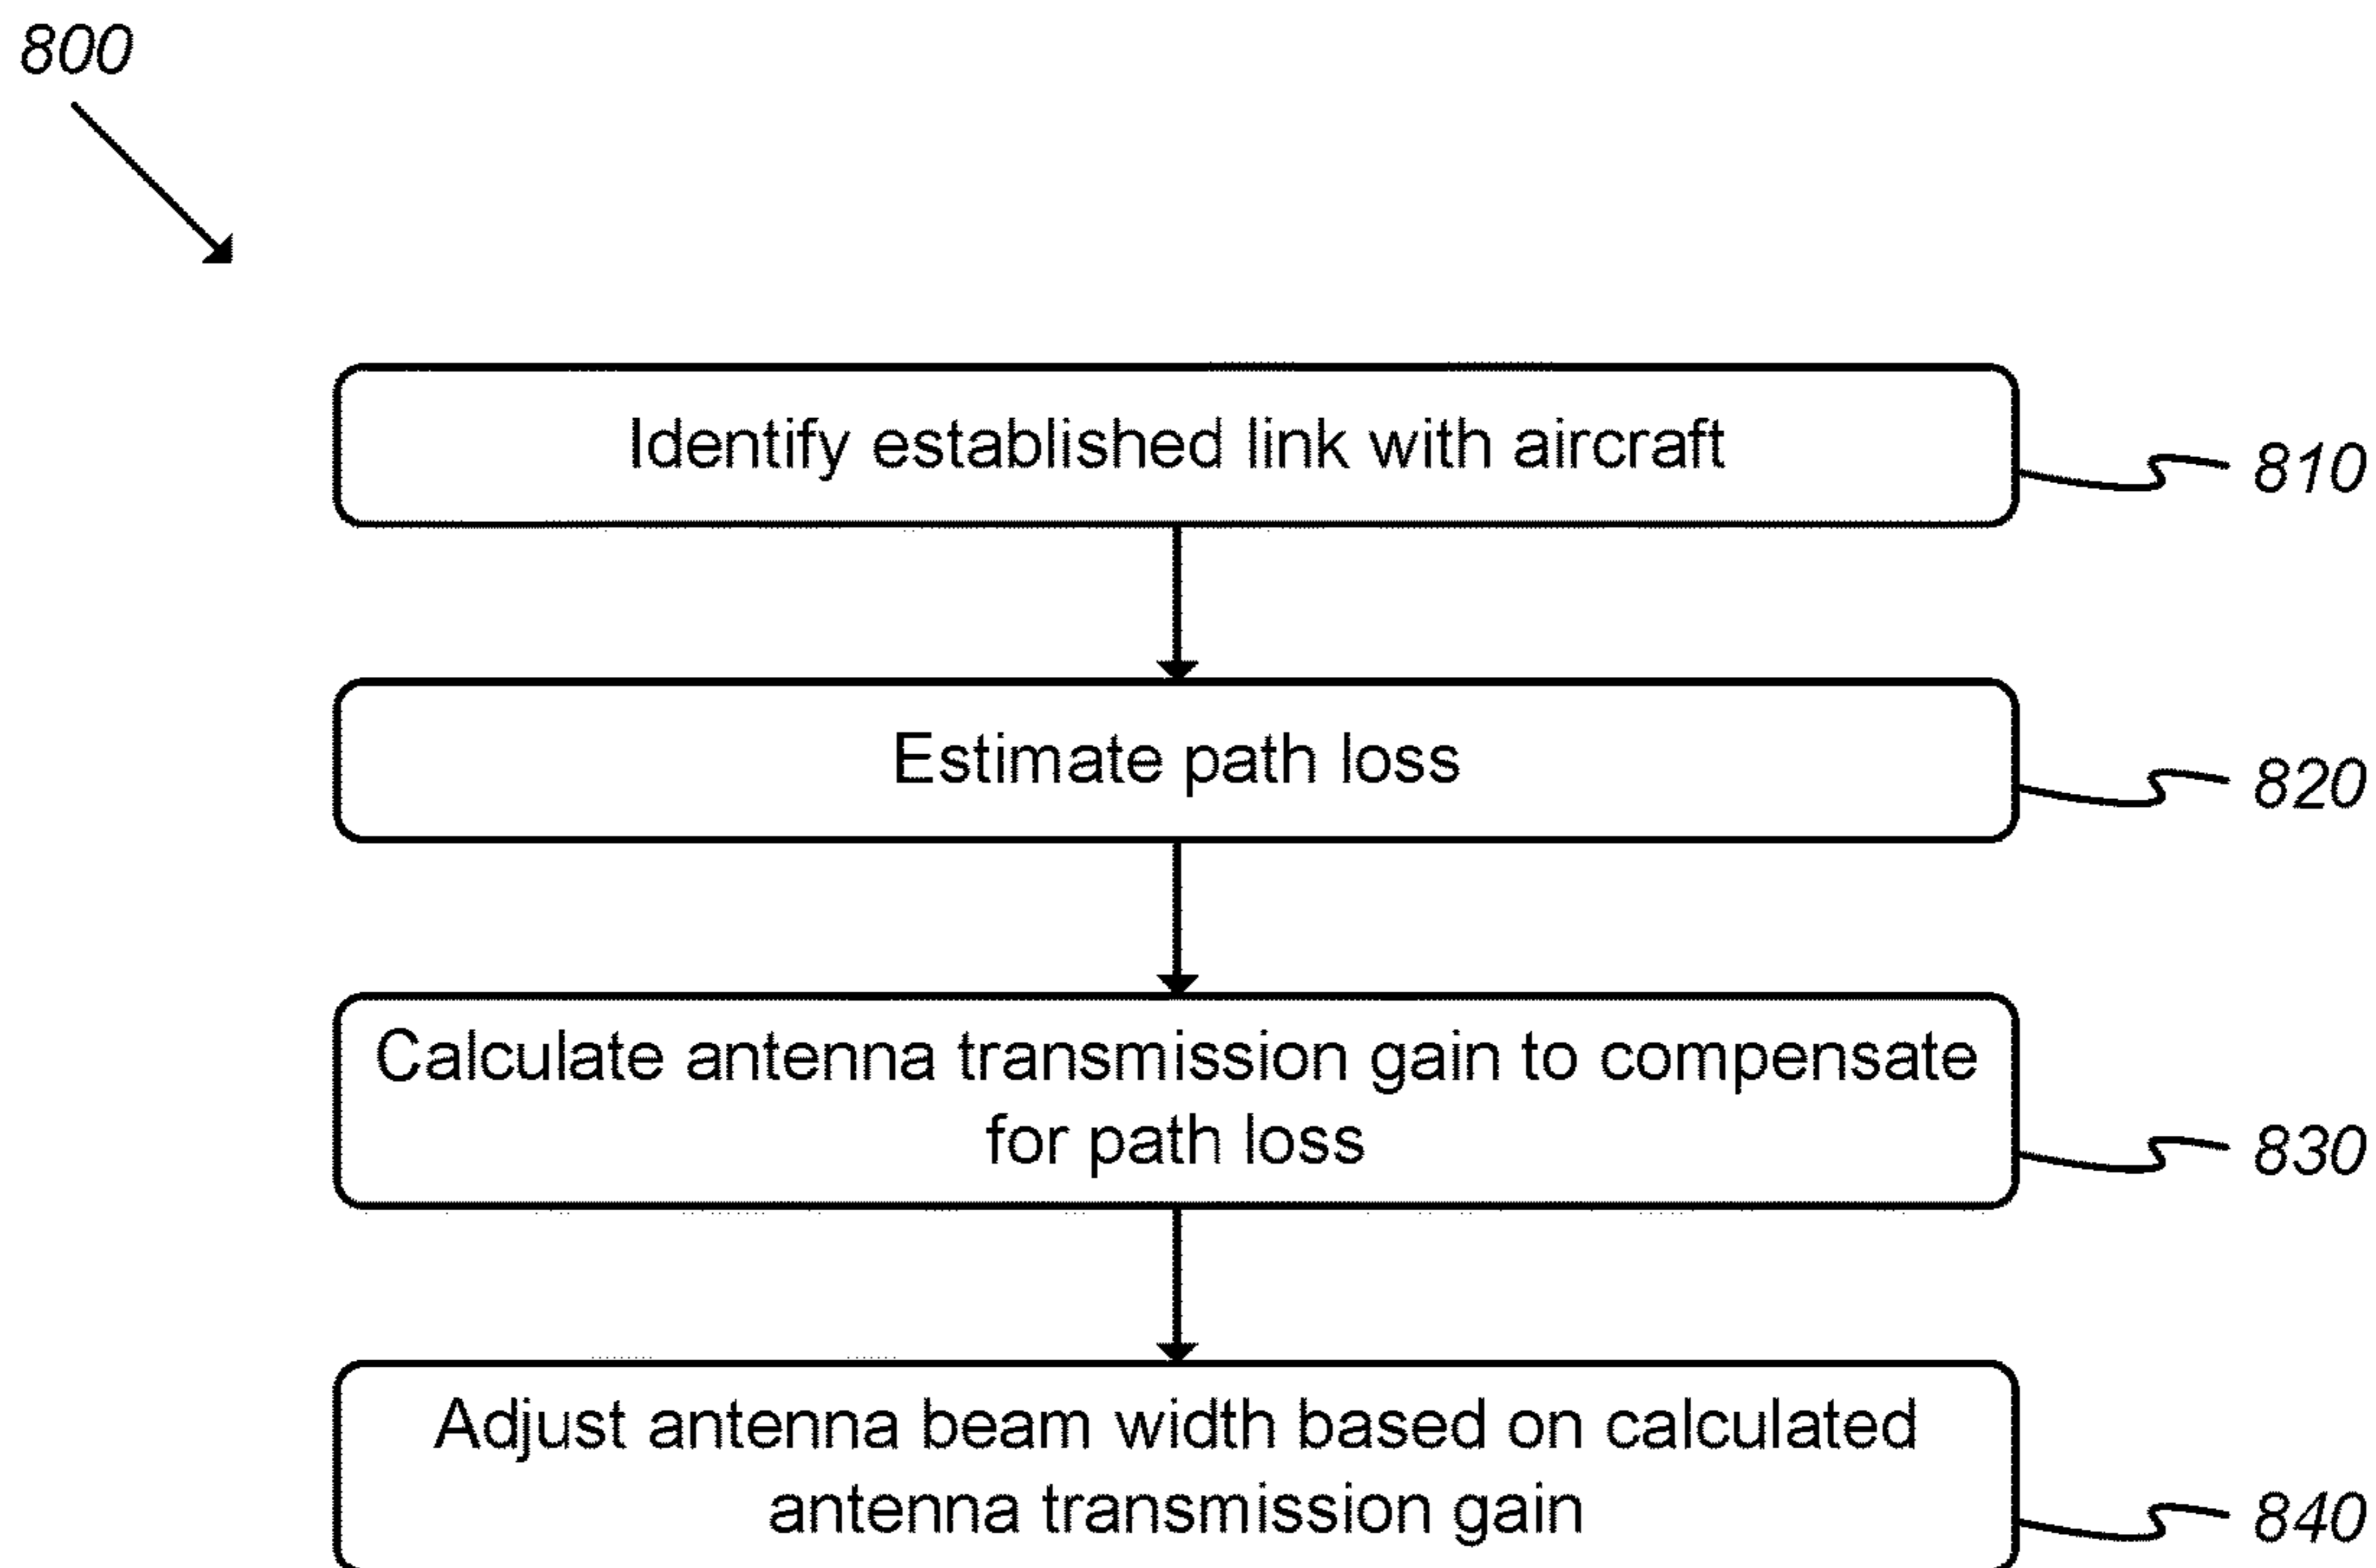 800
Identify established link with aircraft
810
Estimate path loss
820
Calculate antenna transmission gain to compensate
for path loss
830
Adjust antenna beam width based on calculated
antenna transmission gain
840